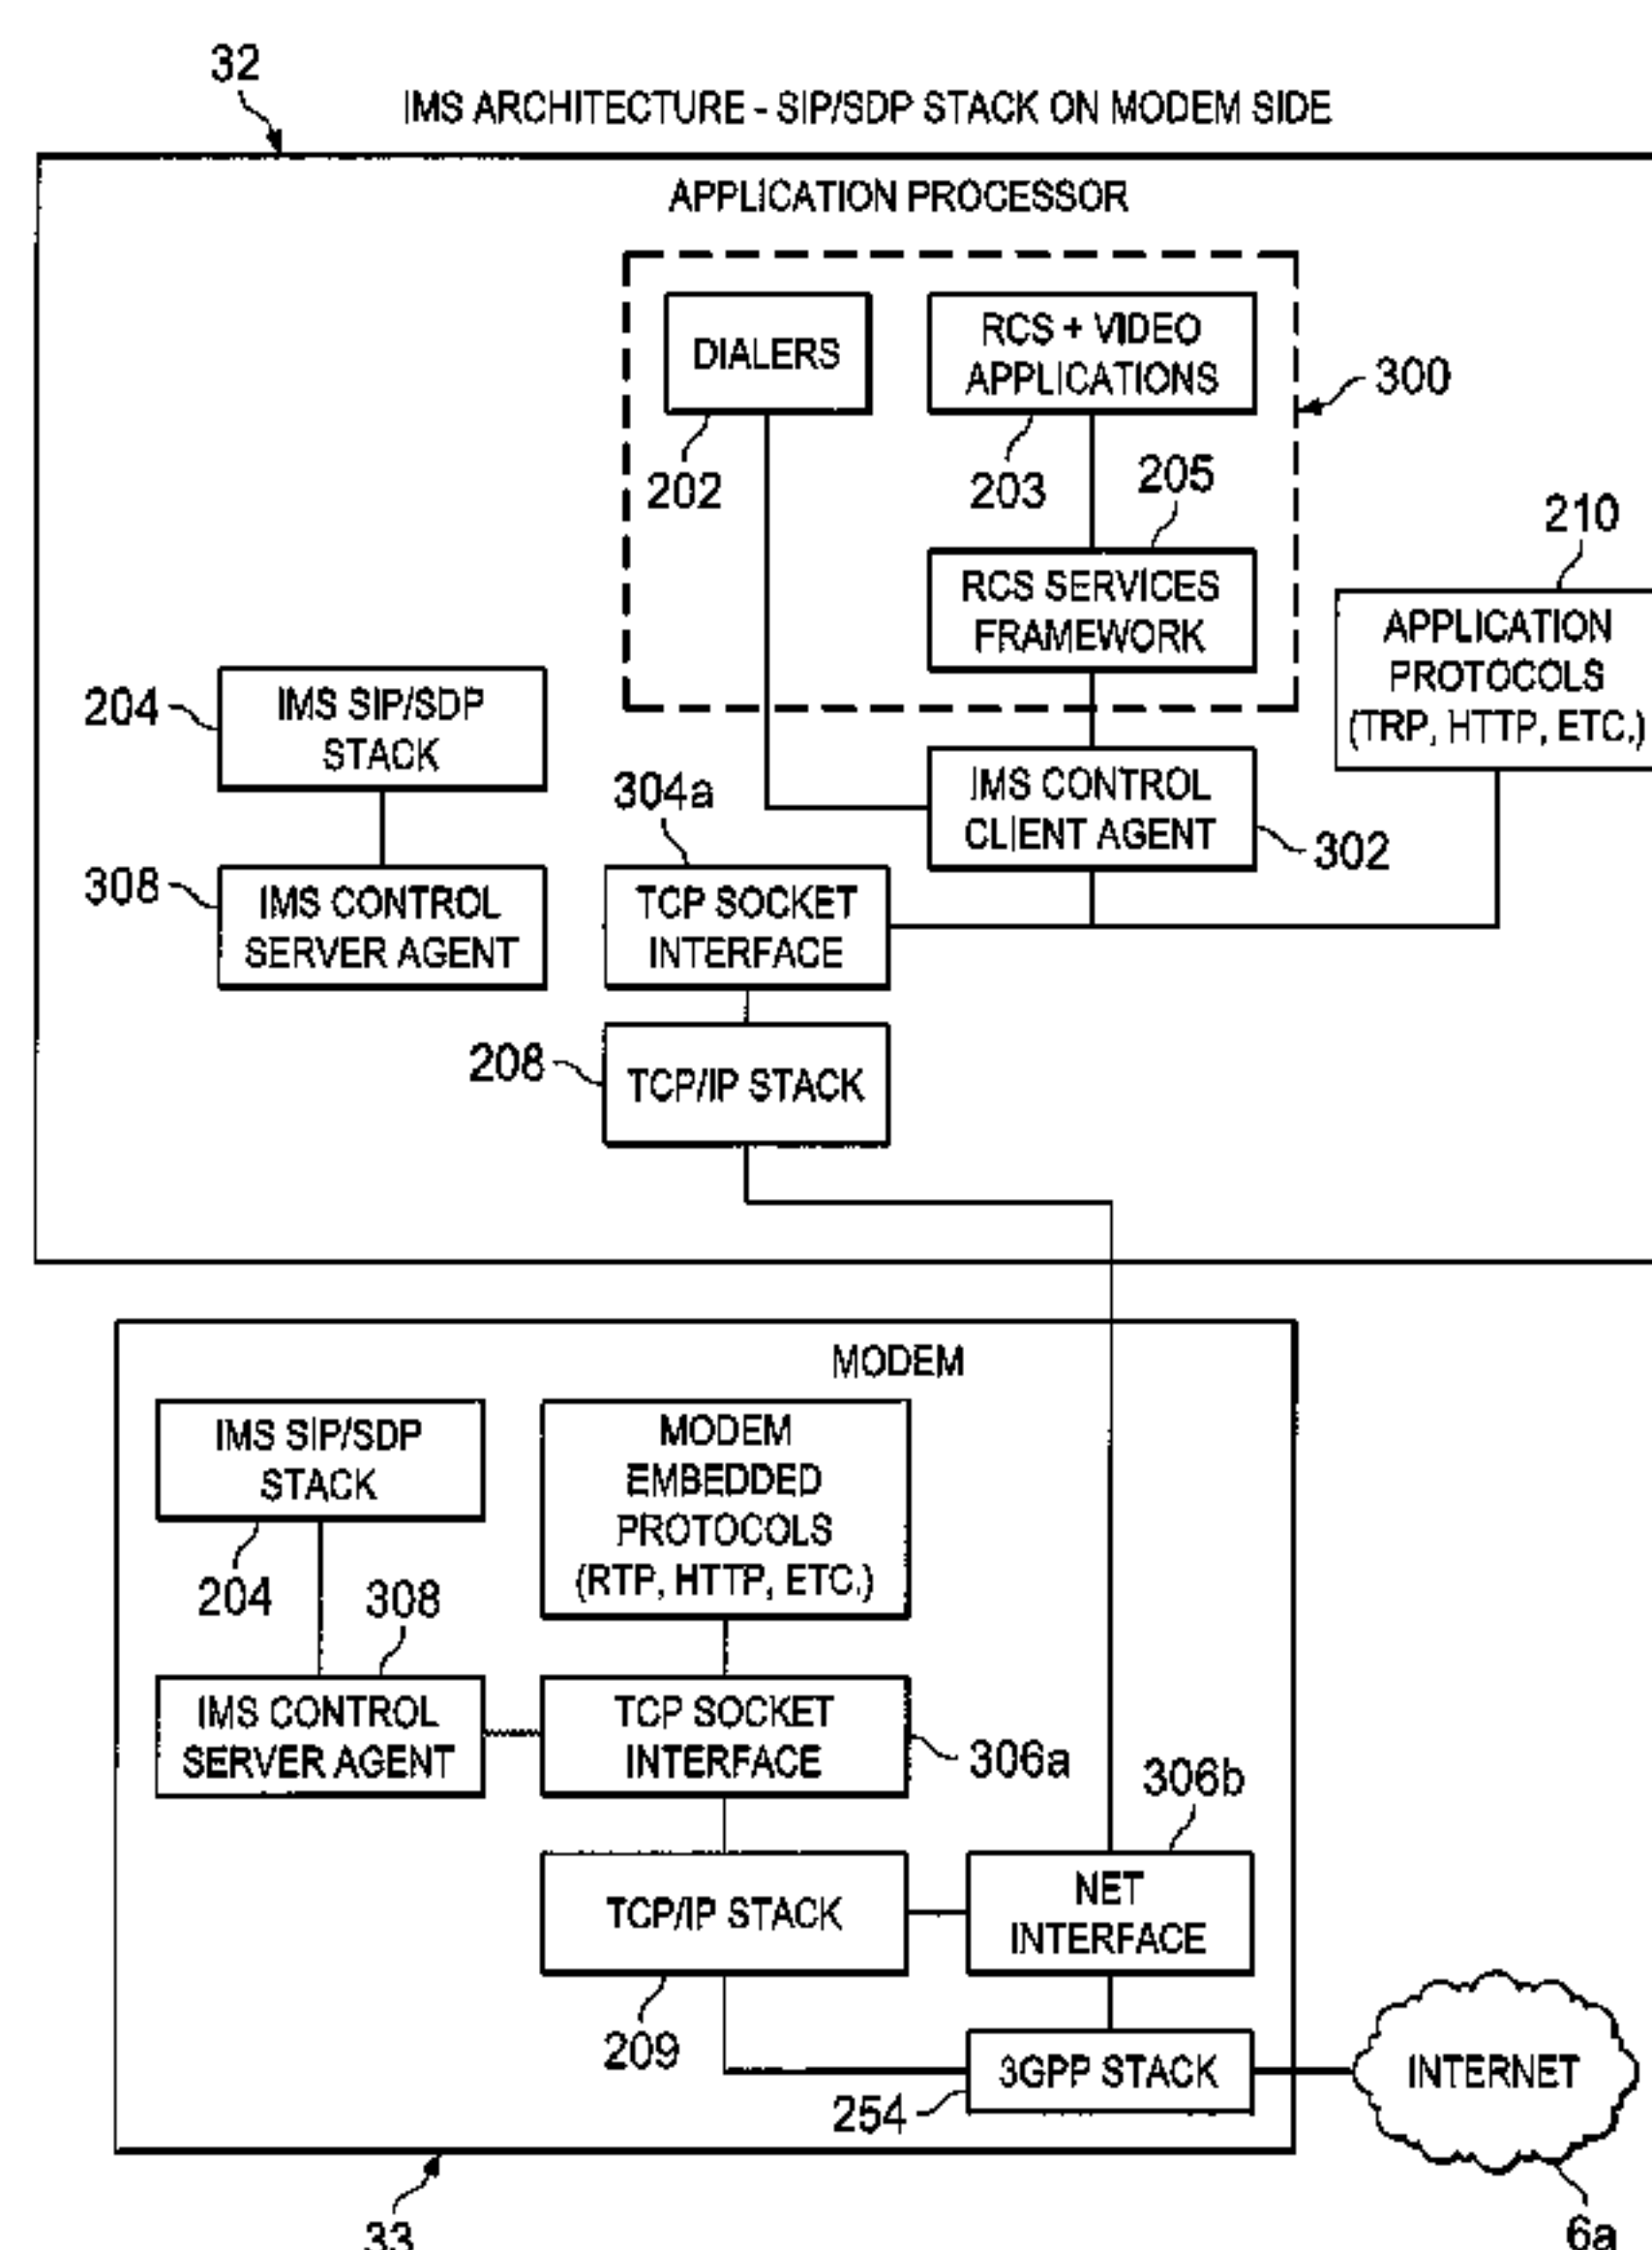 32
IMS ARCHITECTURE - SIP/SDP STACK ON MODEM SIDE
APPLICATION PROCESSOR
DIALERS
202
RCS + VIDEO
APPLICATIONS
203
300
205
RCS SERVICES
FRAMEWORK
210
APPLICATION
PROTOCOLS
(TRP, HTTP, ETC.)
204
IMS SIP/SDP
STACK
304a
IMS CONTROL
CLIENT AGENT
302
308
IMS CONTROL
SERVER AGENT
TCP SOCKET
INTERFACE
208
TCP/IP STACK
MODEM
IMS SIP/SDP
STACK
204
MODEM
EMBEDDED
PROTOCOLS
(RTP, HTTP, ETC.)
308
IMS CONTROL
SERVER AGENT
TCP SOCKET
INTERFACE
306a
306b
TCP/IP STACK
209
NET
INTERFACE
3GPP STACK
254
INTERNET
33
6a